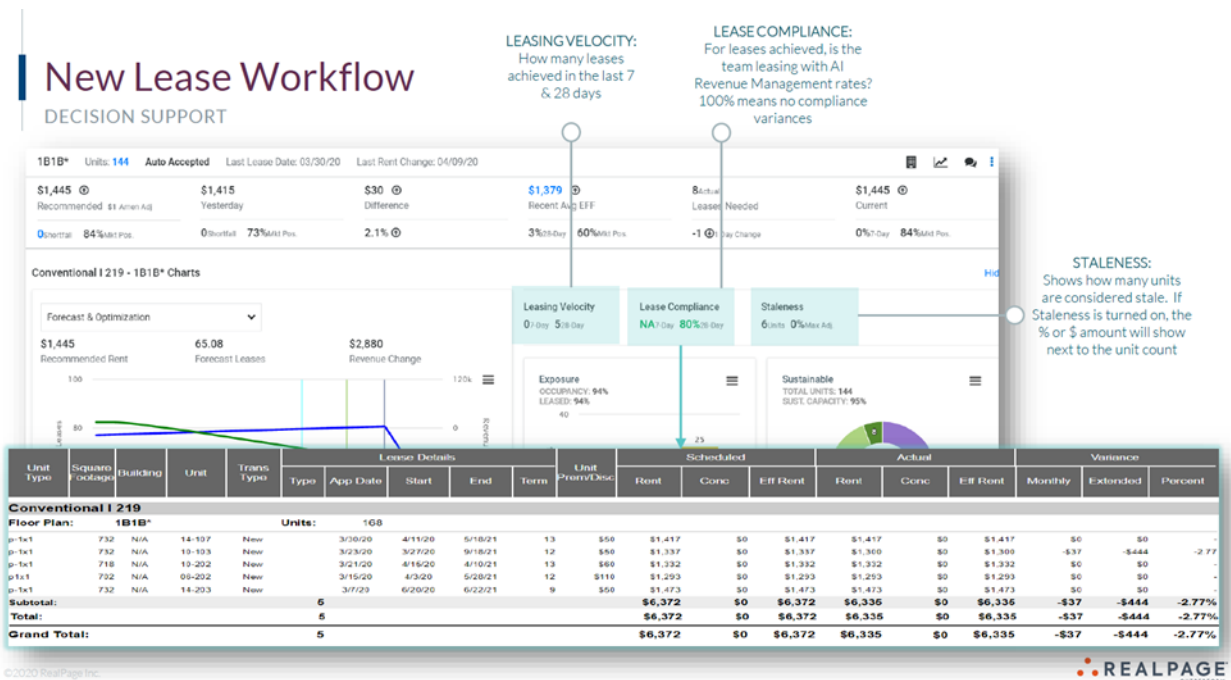 New Lease Workflow
DECISION SUPPORT
LEASING VELOCITY:
How many leases
achieved in the last 7
& 28 days
LEASE COMPLIANCE:
For leases achieved, is the
team leasing with AI
Revenue Management rates?
100% means no compliance
variances
1B1B* Units: 144 Auto Accepted Last Lease Date: 03/30/20 Last Rent Change: 04/09/20
$1,445 $1,415 $30 $1,379 8Actual $1,445
Recommended $1 Amen Adj Yesterday Difference Recent Avg EFF Leases Needed Current
0Shortfall 84%Mkt Pos. 0Shortfall 73%Mkt Pos. 2.1% 3%28-Day 60%Mkt Pos. -1 Day Change 0%7-Day 84%Mkt Pos.
Conventional I 219 - 1B1B* Charts Hid
STALENESS:
Shows how many units
are considered stale. If
Staleness is turned on, the
% or $ amount will show
next to the unit count
Forecast & Optimization
$1,445 65.08 $2,880
Recommended Rent Forecast Leases Revenue Change
100 120k
80 0
Leases
Leasing Velocity Lease Compliance Staleness
07-Day 528-Day NA7-Day 80%28-Day 6Units 0%Max Adj
Exposure
OCCUPANCY: 94%
LEASED: 94%
40
25
Sustainable
TOTAL UNITS: 144
SUST. CAPACITY: 95%
2
Lease Details Scheduled Actual Variance
Unit Type Square Footage Building Unit Trans Type Type App Date Start End Term Unit Prem/Disc Rent Conc Eff Rent Rent Conc Eff Rent Monthly Extended Percent
Conventional I 219
Floor Plan: 1B1B* Units: 168
p-1x1 732 N/A 14-107 New 3/30/20 4/11/20 5/18/21 13 $50 $1,417 $0 $1,417 $1,417 $0 $1,417 $0 $0 -
p-1x1 732 N/A 10-103 New 3/23/20 3/27/20 9/18/21 12 $50 $1,337 $0 $1,337 $1,300 $0 $1,300 -$37 -$444 -2.77
p-1x1 718 N/A 10-202 New 3/21/20 4/16/20 4/10/21 13 $60 $1,332 $0 $1,332 $1,332 $0 $1,332 $0 $0 -
p1x1 702 N/A 06-202 New 3/15/20 4/3/20 5/28/21 12 $110 $1,293 $0 $1,293 $1,293 $0 $1,293 $0 $0 -
p-1x1 732 N/A 14-203 New 3/7/20 6/20/20 6/22/21 9 $50 $1,473 $0 $1,473 $1,473 $0 $1,473 $0 $0 -
Subtotal: 5 $6,372 $0 $6,372 $6,335 $0 $6,335 -$37 -$444 -2.77%
Total: 5 $6,372 $0 $6,372 $6,335 $0 $6,335 -$37 -$444 -2.77%
Grand Total: 5 $6,372 $0 $6,372 $6,335 $0 $6,335 -$37 -$444 -2.77%
©2020 RealPage Inc.
REALPAGE